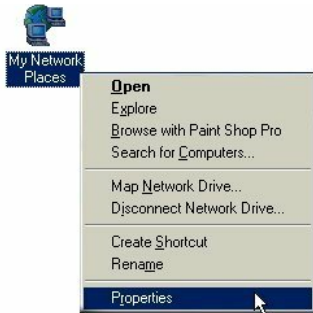 My Network
Places
Open
Explore
Browse with Paint Shop Pro
Search for Computers...
Map Network Drive...
Disconnect Network Drive...
Create Shortcut
Rename
Properties